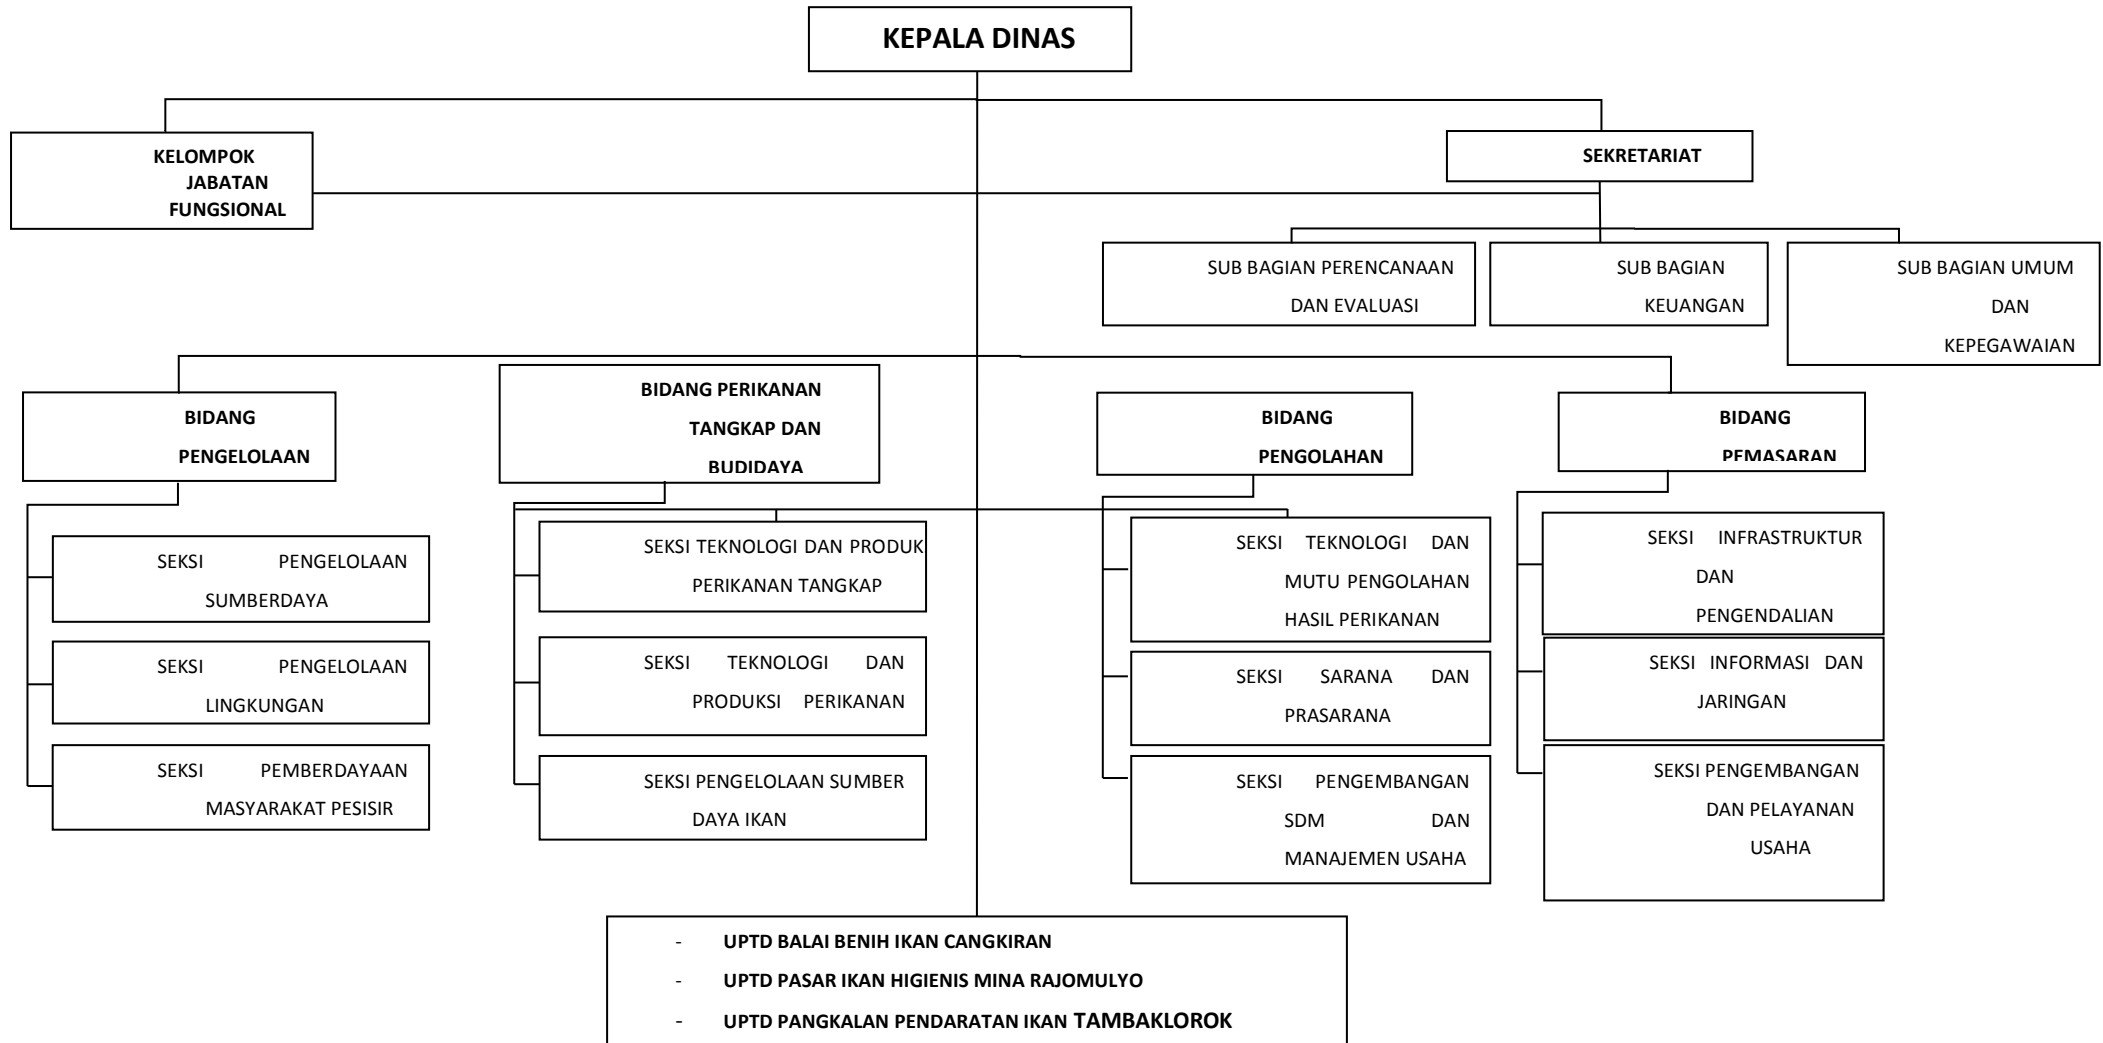 KEPALA DINAS
KELOMPOK
JABATAN
FUNGSIONAL
SEKRETARIAT
SUB BAGIAN PERENCANAAN
DAN EVALUASI
SUB BAGIAN
KEUANGAN
SUB BAGIAN UMUM
DAN
KEPEGAWAIAN
BIDANG
PENGELOLAAN
BIDANG PERIKANAN
TANGKAP DAN
BUDIDAYA
BIDANG
PENGOLAHAN
BIDANG
PEMASARAN
SEKSI PENGELOLAAN
SUMBERDAYA
SEKSI PENGELOLAAN
LINGKUNGAN
SEKSI PEMBERDAYAAN
MASYARAKAT PESISIR
SEKSI TEKNOLOGI DAN PRODUK
PERIKANAN TANGKAP
SEKSI TEKNOLOGI DAN
PRODUKSI PERIKANAN
SEKSI PENGELOLAAN SUMBER
DAYA IKAN
SEKSI TEKNOLOGI DAN
MUTU PENGOLAHAN
HASIL PERIKANAN
SEKSI SARANA DAN
PRASARANA
SEKSI PENGEMBANGAN
SDM DAN
MANAJEMEN USAHA
SEKSI INFRASTRUKTUR
DAN
PENGENDALIAN
SEKSI INFORMASI DAN
JARINGAN
SEKSI PENGEMBANGAN
DAN PELAYANAN
USAHA
- UPTD BALAI BENIH IKAN CANGKIRAN
- UPTD PASAR IKAN HIGIENIS MINA RAJOMULYO
- UPTD PANGKALAN PENDARATAN IKAN TAMBAKLOROK